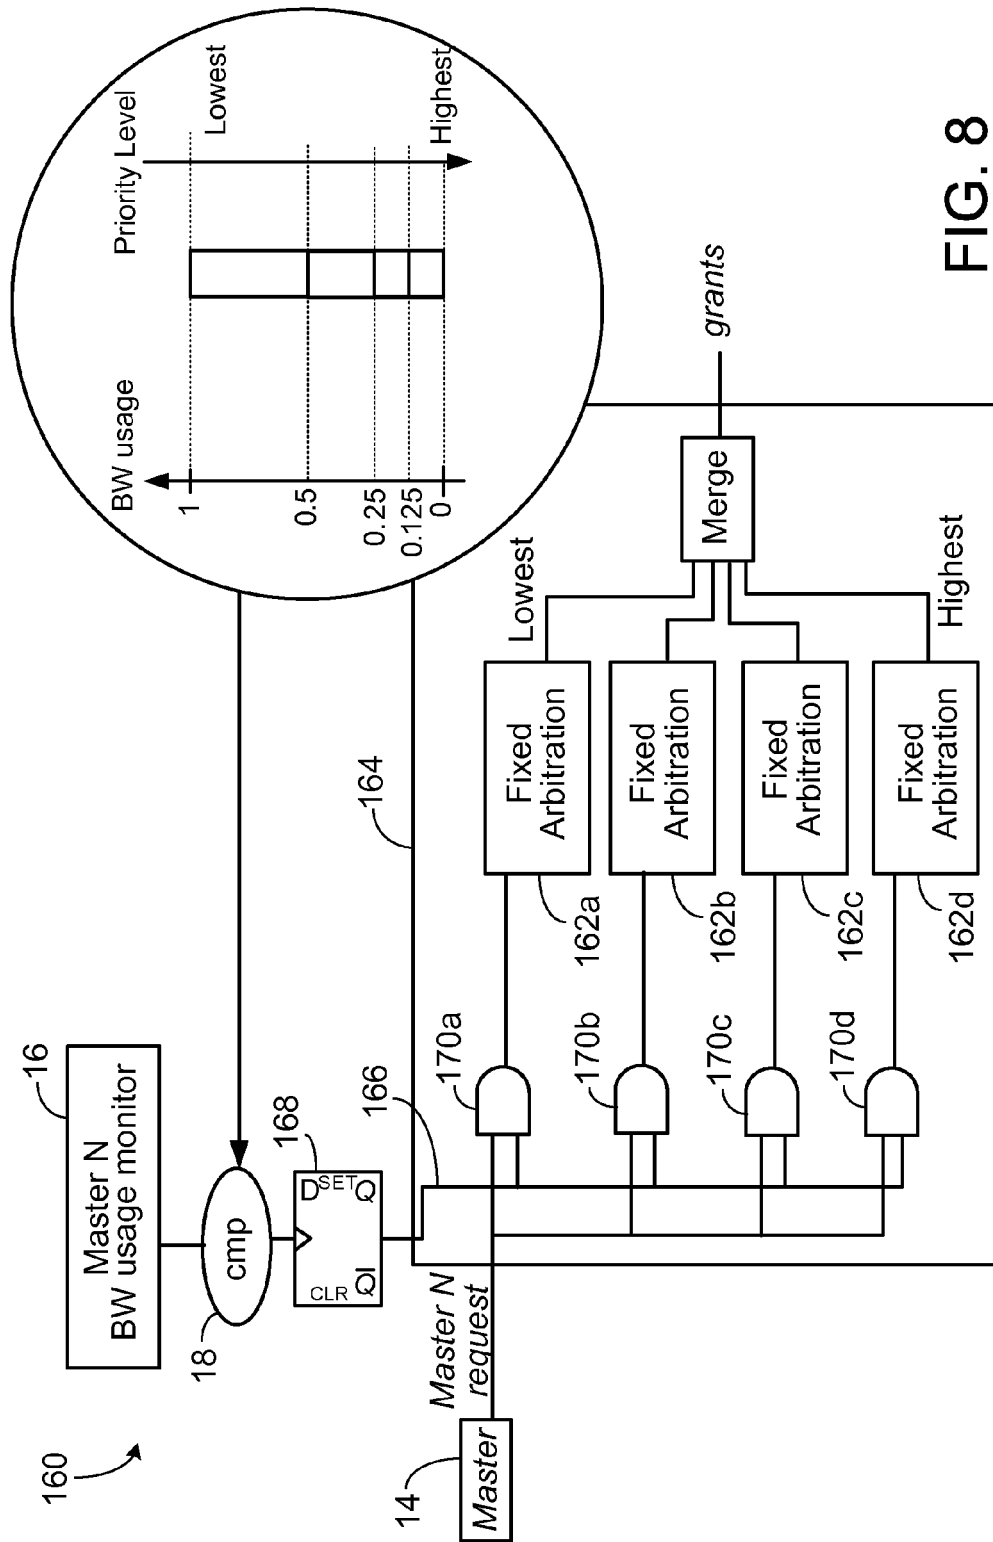 160
16
Master N
BW usage monitor
18
cmp
168
D
SET
Q
CLR
QI
BW usage
1
0.5
0.25
0.125
0
Priority Level
Lowest
Highest
164
166
14
Master
Master N
request
170a
170b
170c
170d
Fixed
Arbitration
162a
Fixed
Arbitration
162b
Fixed
Arbitration
162c
Fixed
Arbitration
162d
Lowest
Highest
Merge
grants
FIG. 8